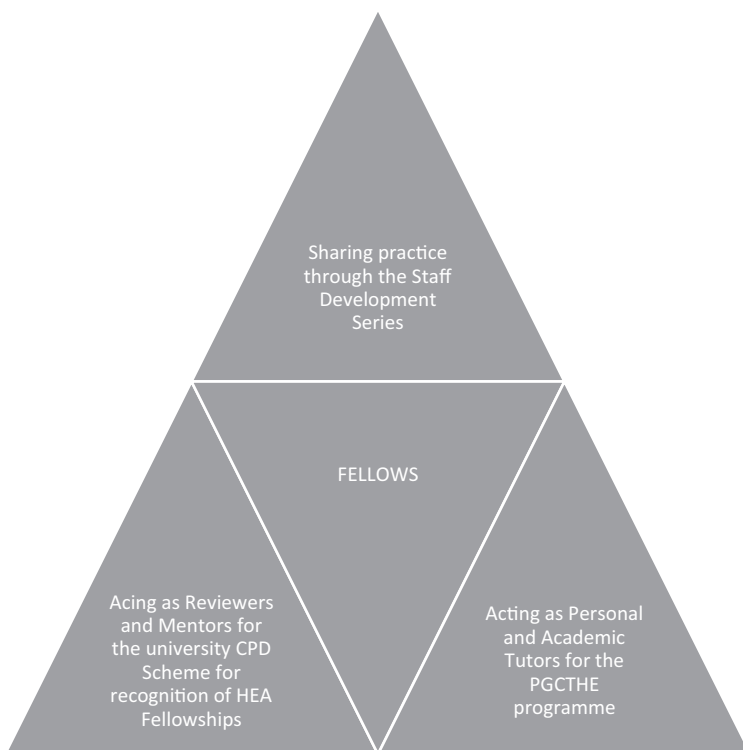 Sharing practice
through the Staff
Development
Series
FELLOWS
Acing as Reviewers
and Mentors for
the university CPD
Scheme for
recognition of HEA
Fellowships
Acting as Personal
and Academic
Tutors for the
PGCTHE
programme